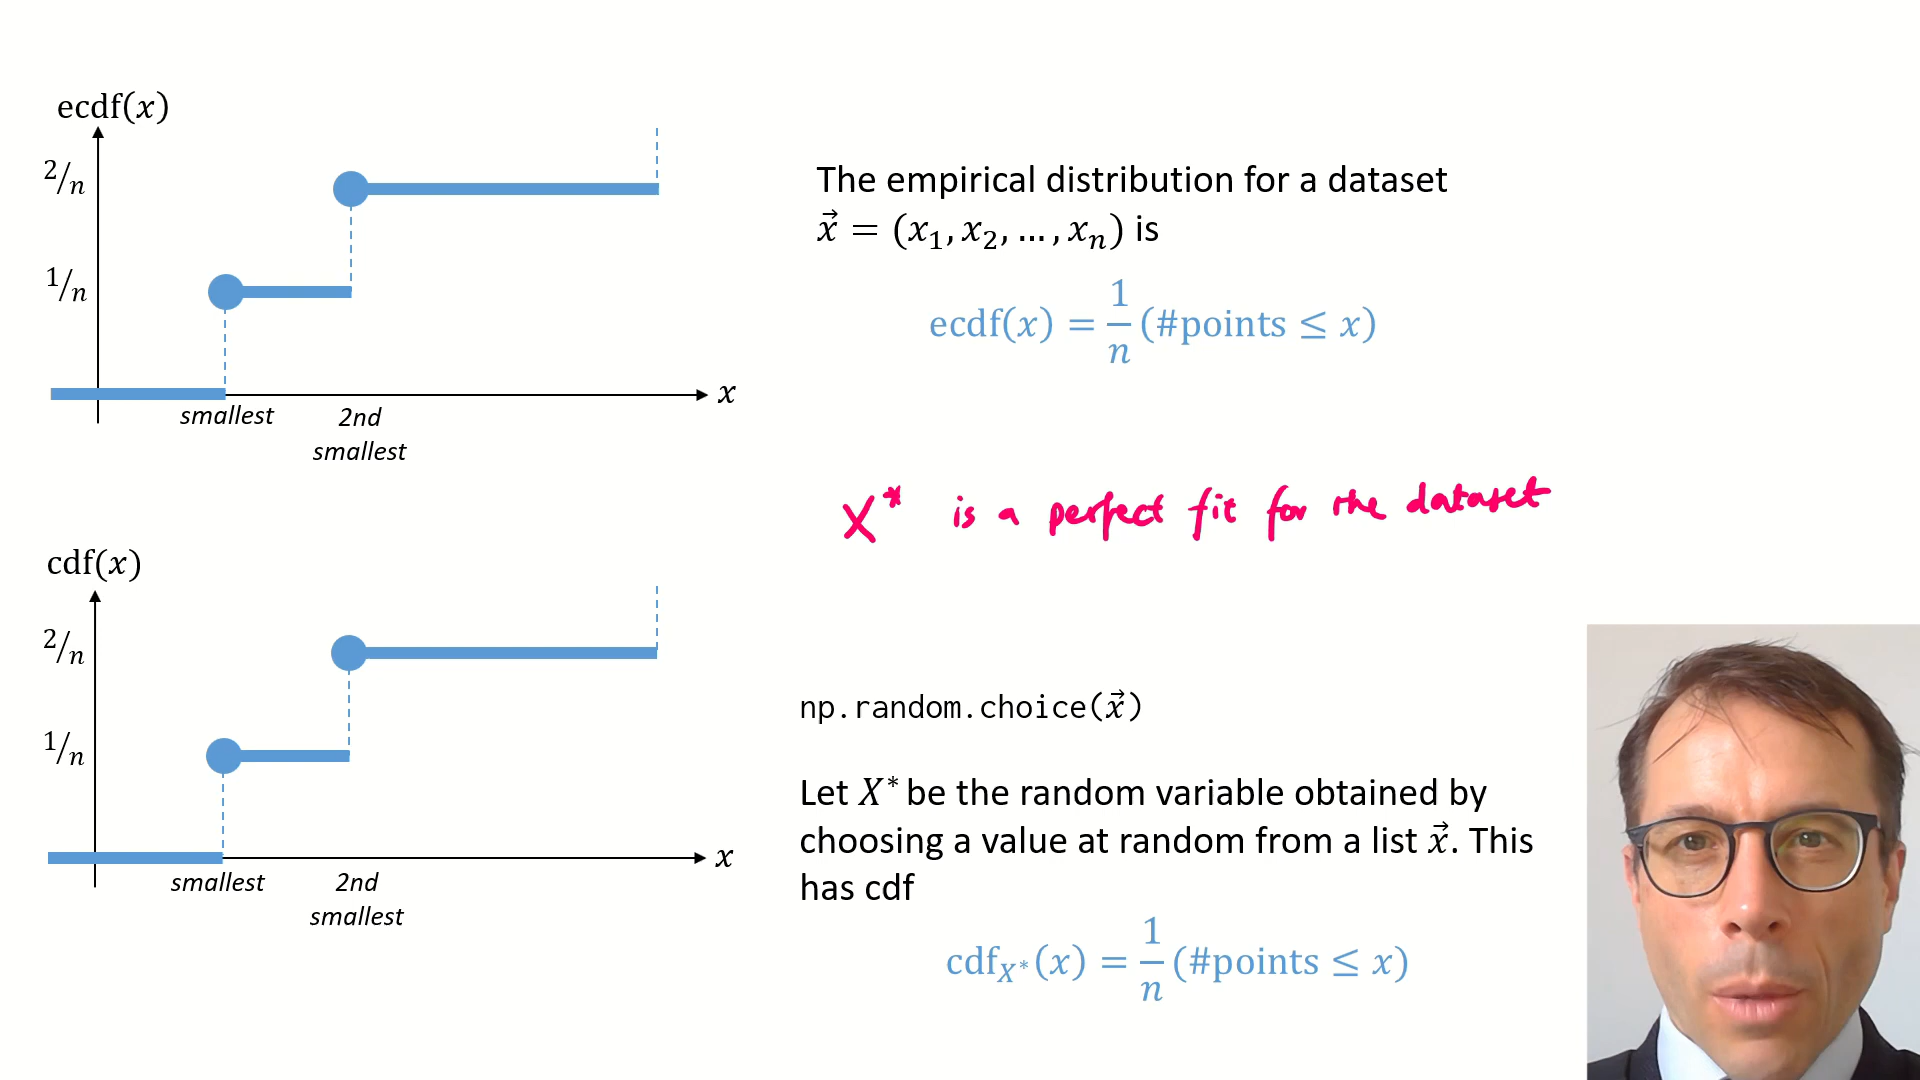 ecdf(x)
2/n
1/n
x
smallest
2nd
smallest
The empirical distribution for a dataset
x⃗ = (x₁, x₂, …, xₙ) is
ecdf(x) = 1/n (#points ≤ x)
X* is a perfect fit for the dataset
cdf(x)
2/n
1/n
x
smallest
2nd
smallest
np.random.choice(x⃗)
Let X* be the random variable obtained by
choosing a value at random from a list x⃗. This
has cdf
cdf_X*(x) = 1/n (#points ≤ x)